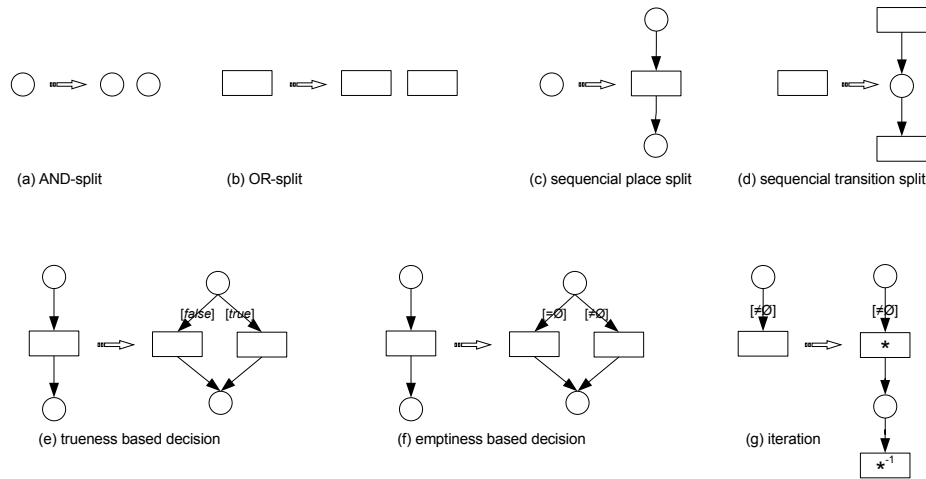 (a) AND-split
(b) OR-split
(c) sequencial place split
(d) sequencial transition split
[false] [true]
[=Ø] [≠Ø]
[≠Ø]
[≠Ø]
*
*-1
(e) trueness based decision
(f) emptiness based decision
(g) iteration